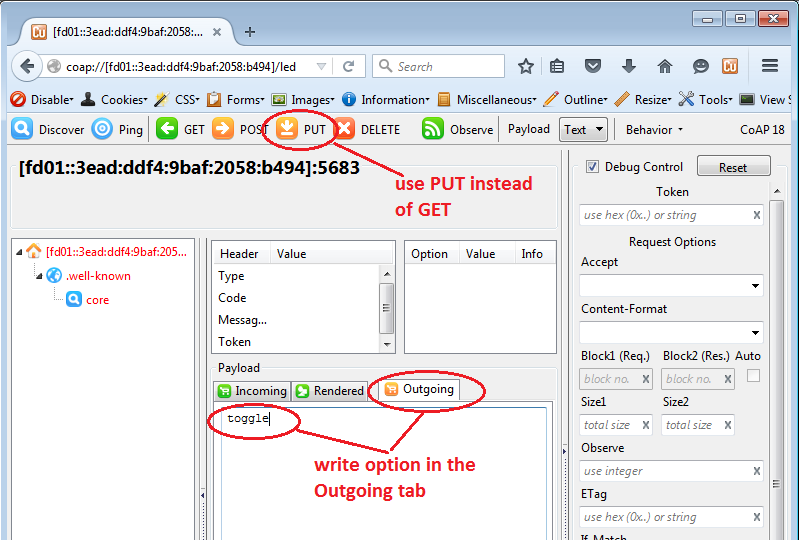 [fd01::3ead:ddf4:9baf:2058:...
coap://[fd01::3ead:ddf4:9baf:2058:b494]/led
Search
Disable Cookies CSS Forms Images Information Miscellaneous Outline Resize Tools View S
Discover Ping GET POST PUT DELETE Observe Payload Text Behavior CoAP 18
[fd01::3ead:ddf4:9baf:2058:b494]:5683
use PUT instead
of GET
Debug Control Reset
Token
use hex (0x..) or string
Request Options
Accept
Content-Format
Block1 (Req.) Block2 (Res.) Auto
block no. block no.
Size1 Size2
total size total size
Observe
use integer
ETag
use hex (0x..) or string
If-Match
[fd01::3ead:ddf4:9baf:205...
.well-known
core
Header Value
Type
Code
Messag...
Token
Option Value Info
Payload
Incoming Rendered Outgoing
toggle
write option in the
Outgoing tab